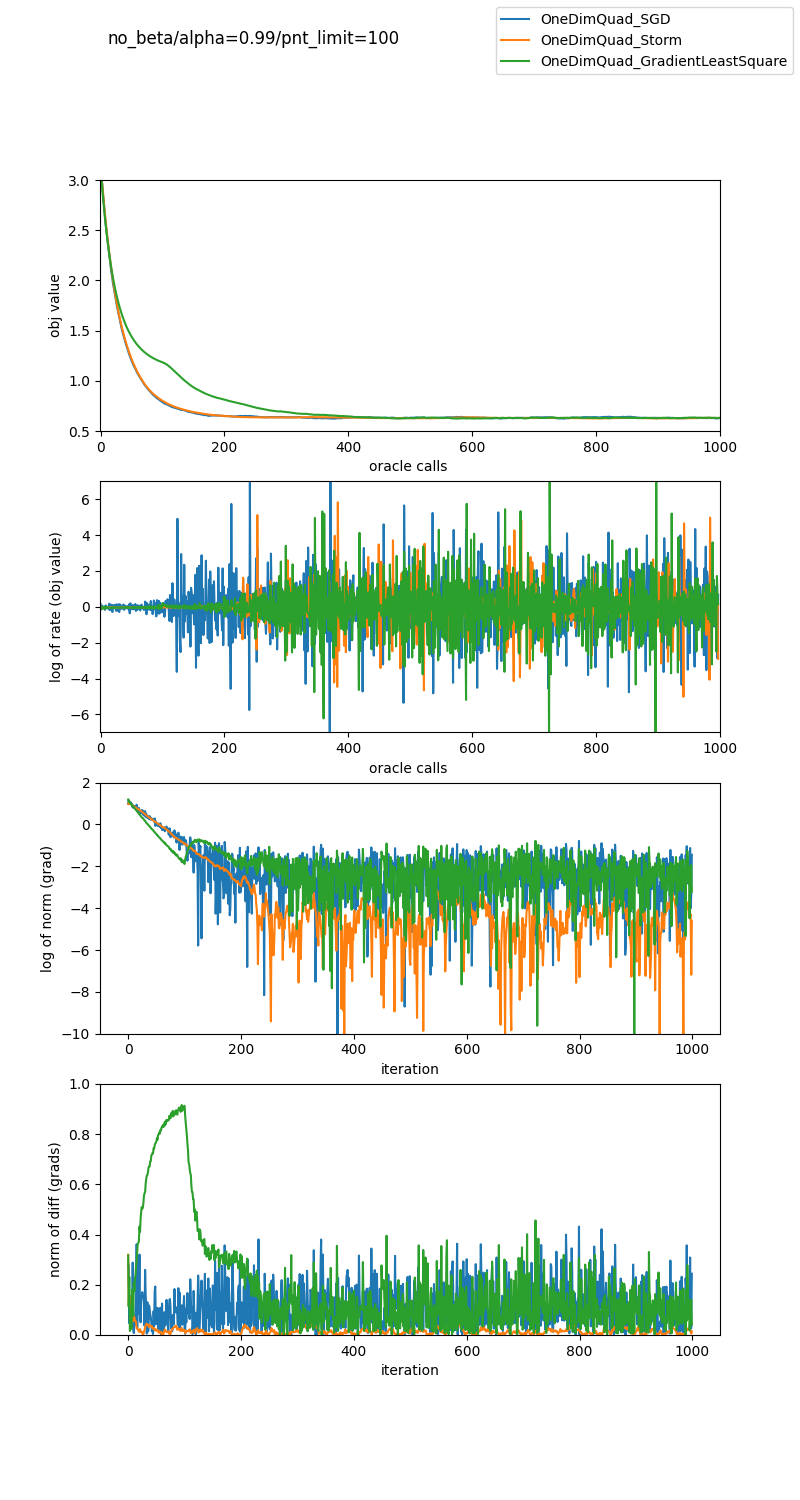 no_beta/alpha=0.99/pnt_limit=100
OneDimQuad_SGD
OneDimQuad_Storm
OneDimQuad_GradientLeastSquare
3.0
2.5
2.0
1.5
1.0
0.5
obj value
0 200 400 600 800 1000
oracle calls
6
4
2
0
−2
−4
−6
log of rate (obj value)
0 200 400 600 800 1000
oracle calls
2
0
−2
−4
−6
−8
−10
log of norm (grad)
0 200 400 600 800 1000
iteration
1.0
0.8
0.6
0.4
0.2
0.0
norm of diff (grads)
0 200 400 600 800 1000
iteration